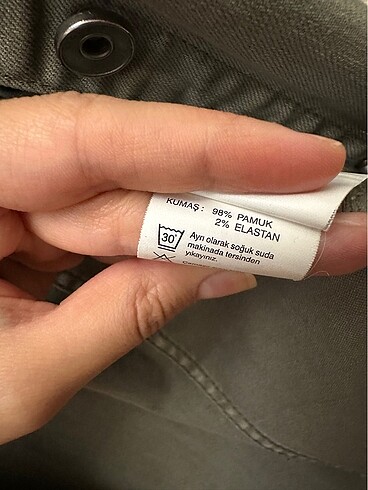 KUMAŞ : 98% PAMUK
2% ELASTAN
30° Ayrı olarak soğuk suda
makinada tersinden
yıkayınız.